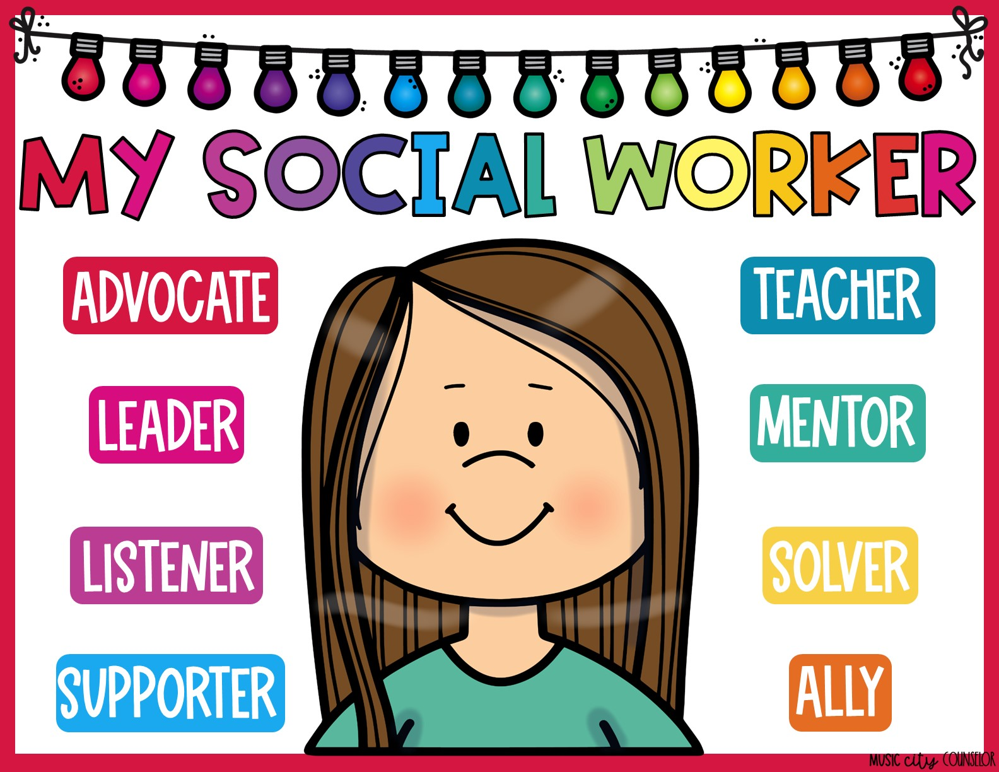 MY SOCIAL WORKER
ADVOCATE
LEADER
LISTENER
SUPPORTER
TEACHER
MENTOR
SOLVER
ALLY
MUSIC city COUNSELOR